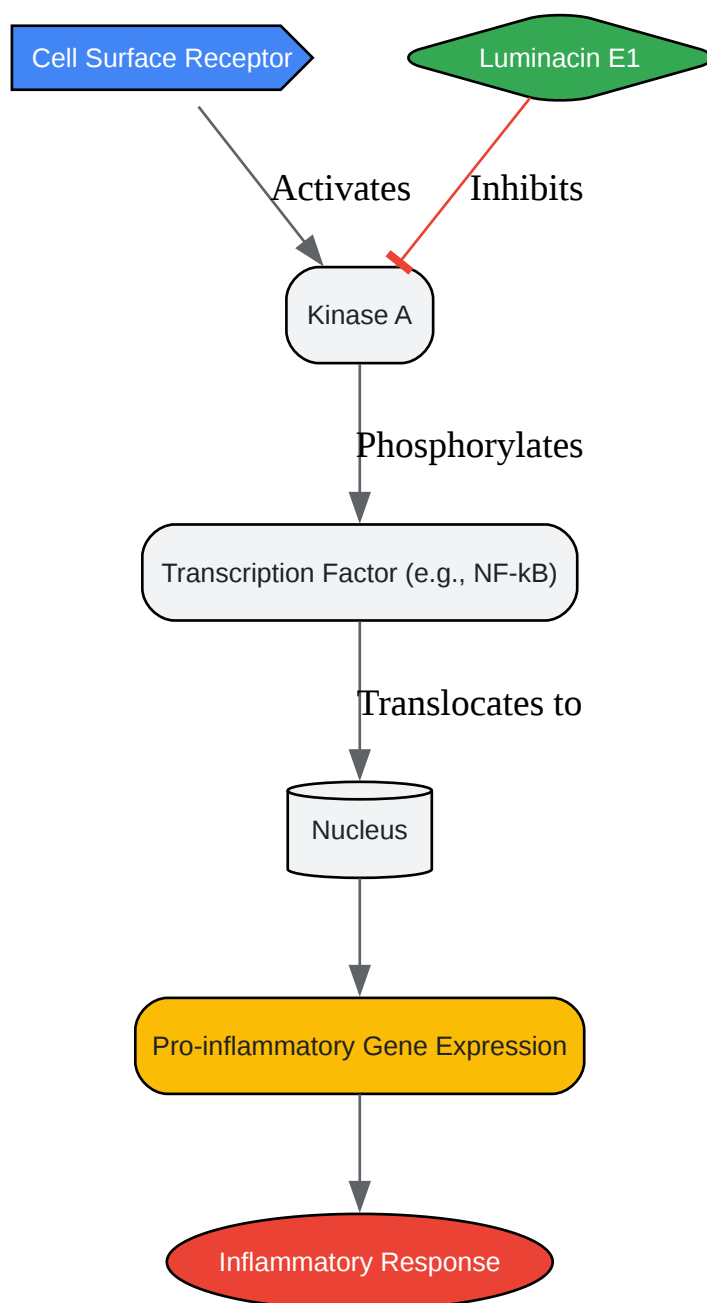 Cell Surface Receptor
Luminacin E1
Activates
Inhibits
Kinase A
Phosphorylates
Transcription Factor (e.g., NF-kB)
Translocates to
Nucleus
Pro-inflammatory Gene Expression
Inflammatory Response